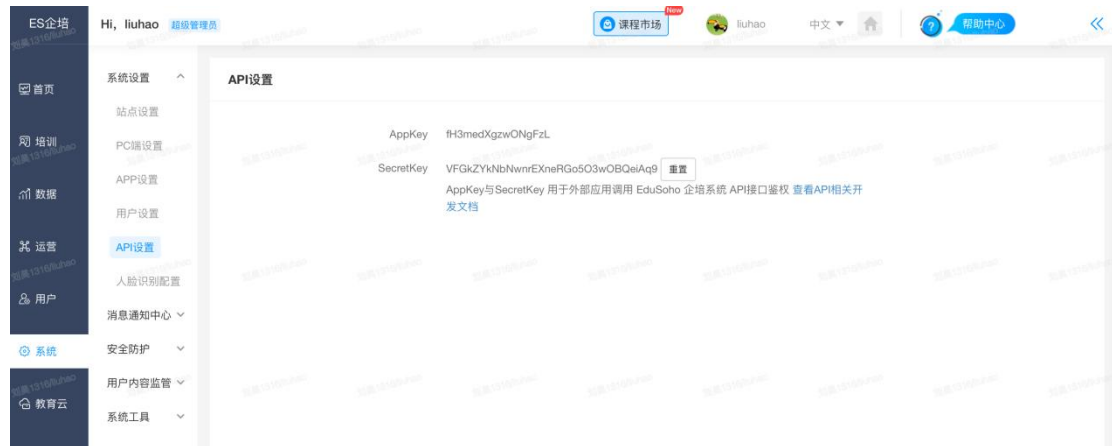 ES企培
Hi，liuhao 超级管理员
课程市场
New
liuhao
中文
帮助中心
首页
培训
数据
运营
用户
系统
教育云
系统设置
站点设置
PC端设置
APP设置
用户设置
API设置
人脸识别配置
消息通知中心
安全防护
用户内容监管
系统工具
API设置
AppKey fH3medXgzwONgFzL
SecretKey VFGkZYkNbNwnrEXneRGo5O3wOBQeiAq9 重置
AppKey与SecretKey 用于外部应用调用 EduSoho 企培系统 API接口鉴权 查看API相关开
发文档